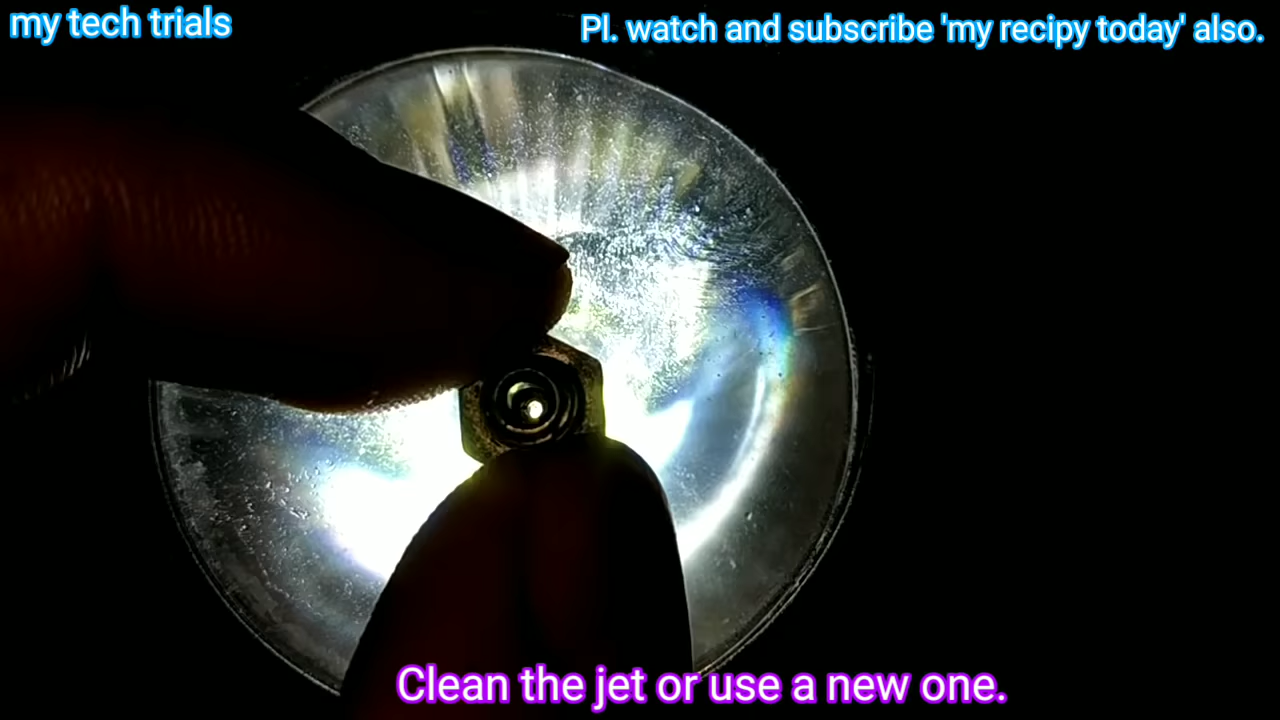 my tech trials
Pl. watch and subscribe 'my recipy today' also.
Clean the jet or use a new one.